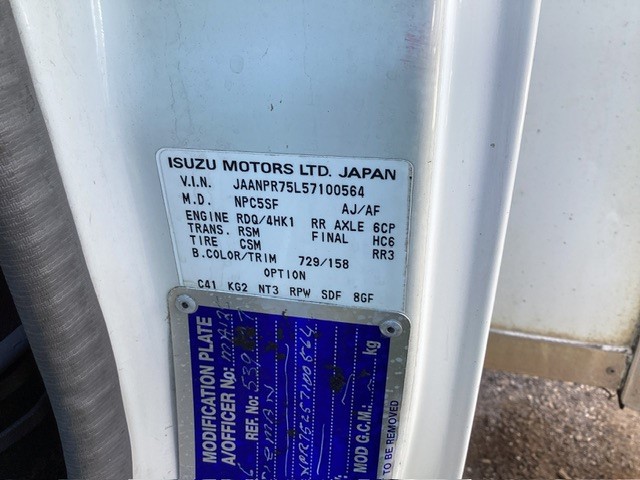 ISUZU MOTORS LTD. JAPAN
V.I.N. JAANPR75L57100564
M.D. NPC5SF AJ/AF
ENGINE RDQ/4HK1 RR AXLE 6CP
TRANS. RSM FINAL HC6
TIRE CSM RR3
B.COLOR/TRIM 729/158
OPTION
C41 KG2 NT3 RPW SDF 8GF
MODIFICATION PLATE
A/OFFICER No:
REF. No: 539
MOD G.C.M.: kg
TO BE REMOVED